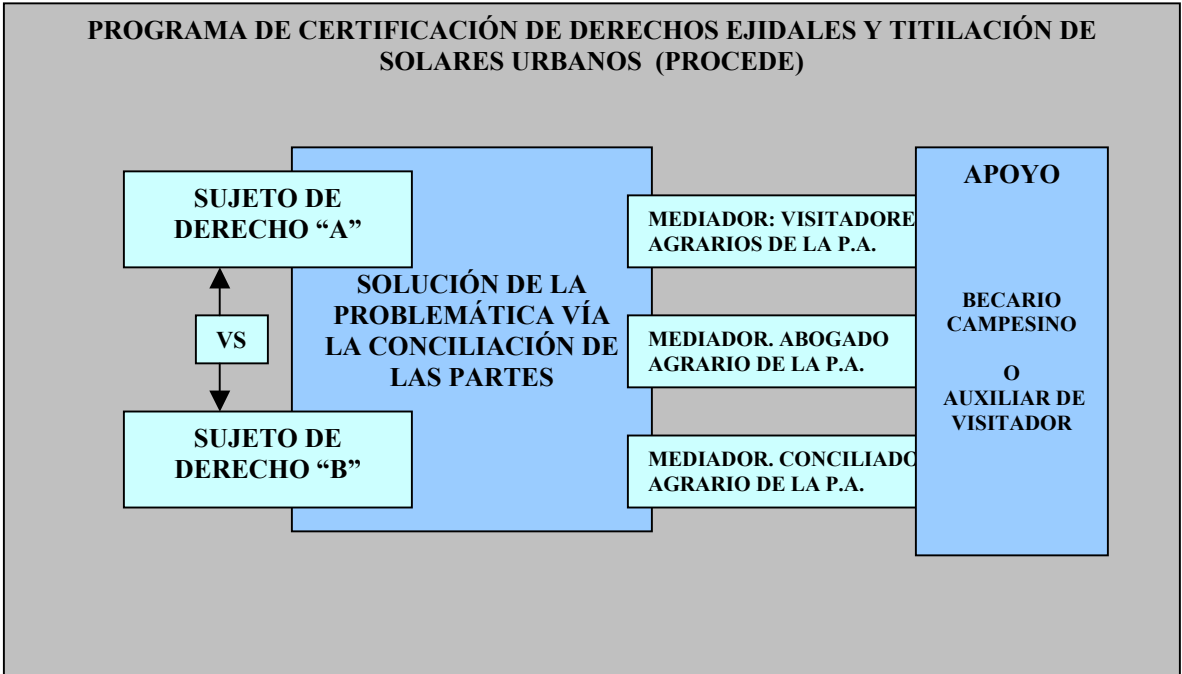 PROGRAMA DE CERTIFICACIÓN DE DERECHOS EJIDALES Y TITILACIÓN DE
SOLARES URBANOS (PROCEDE)
SUJETO DE
DERECHO “A”
VS
SUJETO DE
DERECHO “B”
SOLUCIÓN DE LA
PROBLEMÁTICA VÍA
LA CONCILIACIÓN DE
LAS PARTES
MEDIADOR: VISITADORE
AGRARIOS DE LA P.A.
MEDIADOR. ABOGADO
AGRARIO DE LA P.A.
MEDIADOR. CONCILIADO
AGRARIO DE LA P.A.
APOYO
BECARIO
CAMPESINO
O
AUXILIAR DE
VISITADOR